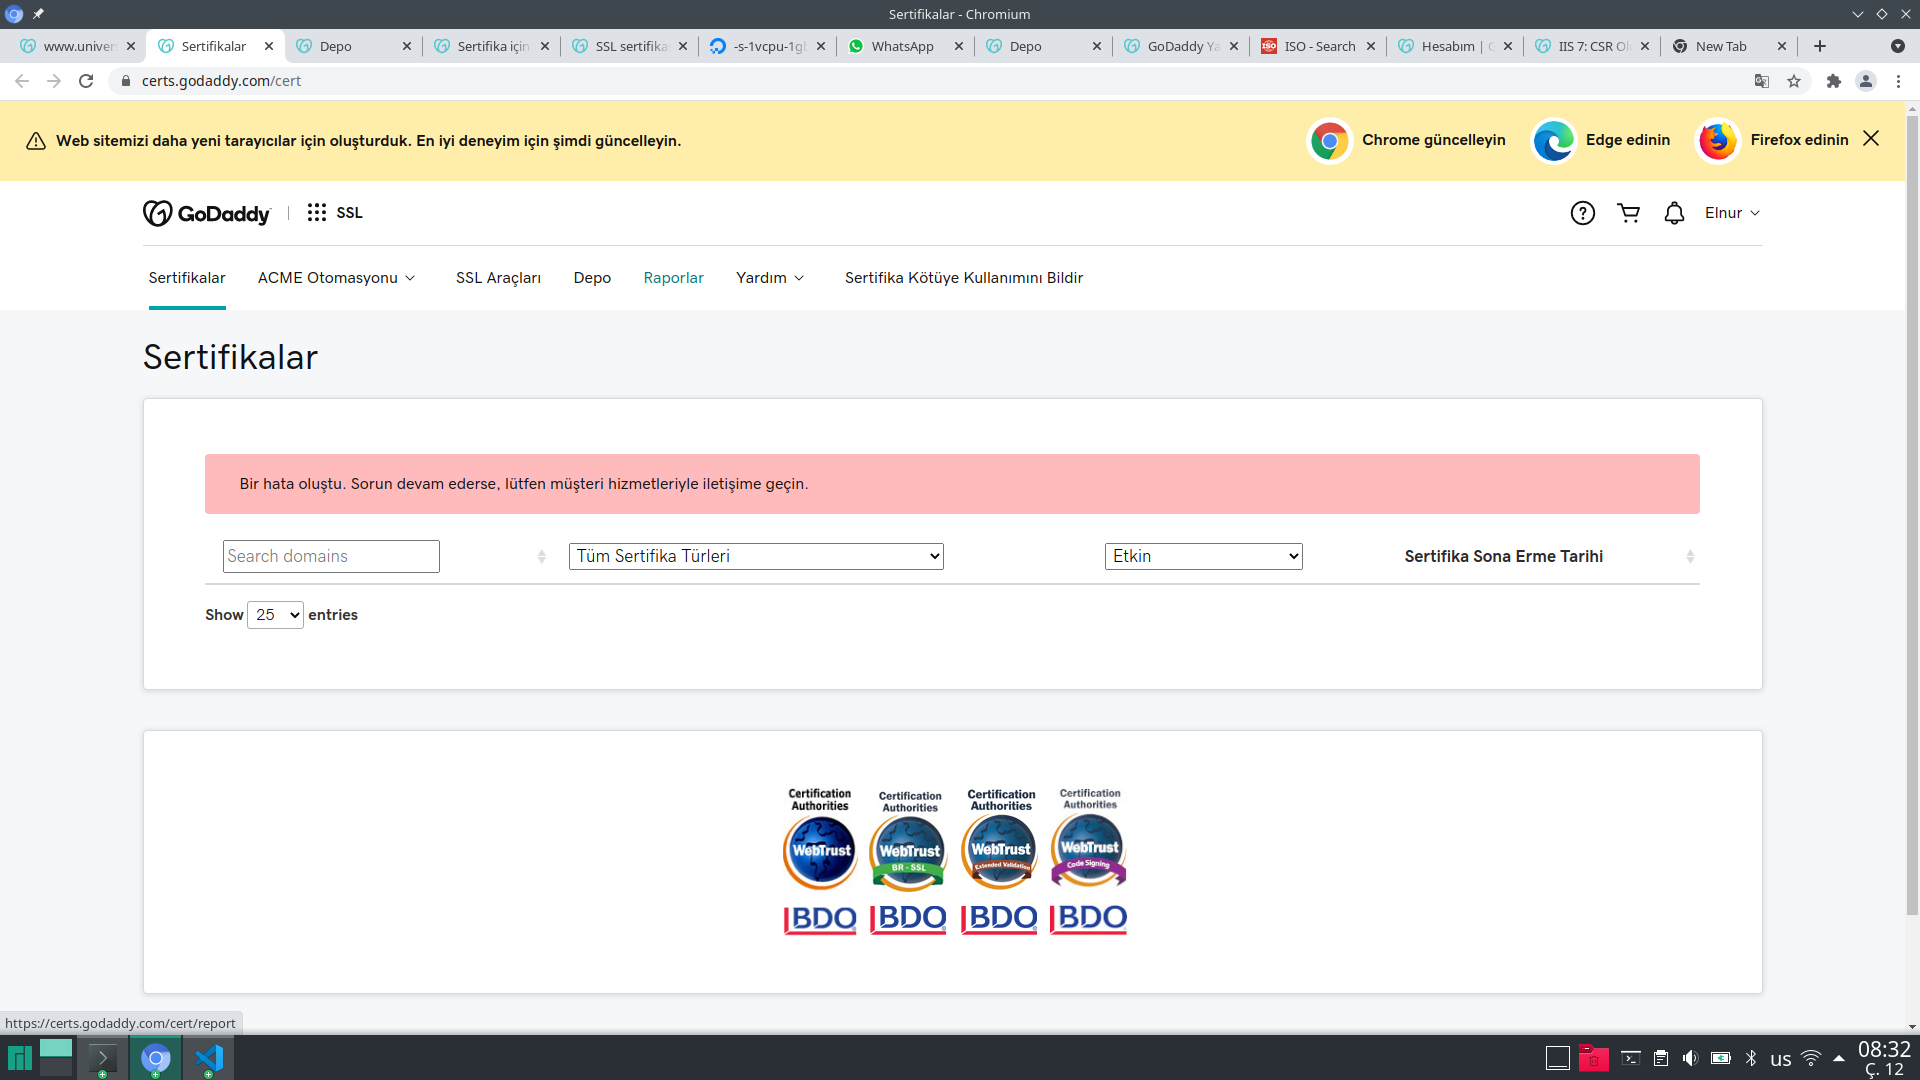 Sertifikalar - Chromium
www.univer
Sertifikalar
Depo
Sertifika için
SSL sertifika
-s-1vcpu-1gb
WhatsApp
Depo
GoDaddy Ya
ISO - Search
Hesabım | G
IIS 7: CSR Ol
New Tab
certs.godaddy.com/cert
Web sitemizi daha yeni tarayıcılar için oluşturduk. En iyi deneyim için şimdi güncelleyin.
Chrome güncelleyin
Edge edinin
Firefox edinin
GoDaddy
SSL
Elnur
Sertifikalar
ACME Otomasyonu
SSL Araçları
Depo
Raporlar
Yardım
Sertifika Kötüye Kullanımını Bildir
Sertifikalar
Bir hata oluştu. Sorun devam ederse, lütfen müşteri hizmetleriyle iletişime geçin.
Search domains
Tüm Sertifika Türleri
Etkin
Sertifika Sona Erme Tarihi
Show 25 entries
Certification Authorities
WebTrust
BDO
Certification Authorities
WebTrust
BR - SSL
BDO
Certification Authorities
WebTrust
Extended Validation
BDO
Certification Authorities
WebTrust
Code Signing
BDO
https://certs.godaddy.com/cert/report
us
08:32
Ç. 12